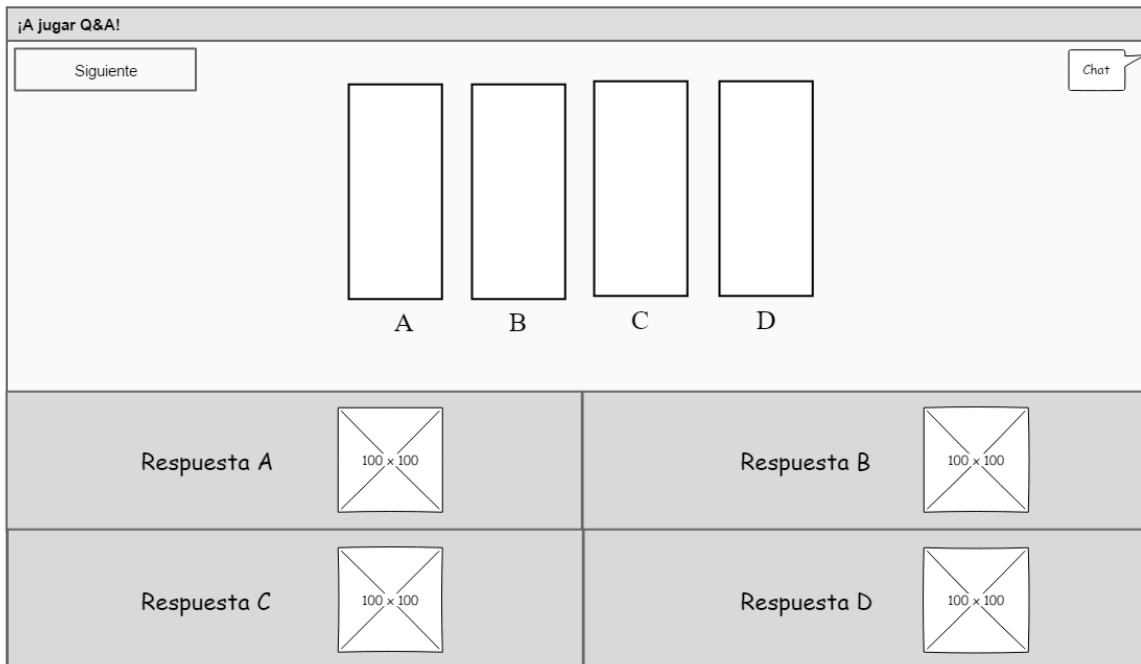 ¡A jugar Q&A!
Siguiente
Chat
A B C D
Respuesta A
100 x 100
Respuesta B
100 x 100
Respuesta C
100 x 100
Respuesta D
100 x 100